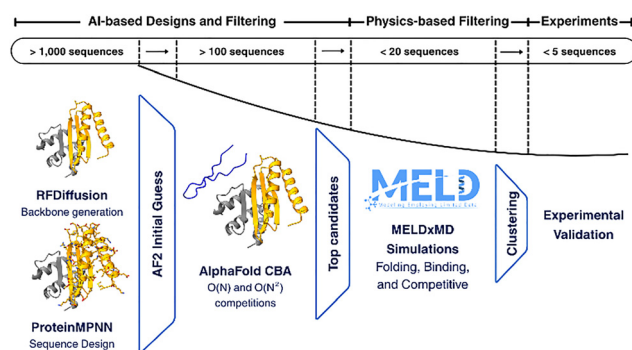 AI-based Designs and Filtering
Physics-based Filtering
Experiments
> 1,000 sequences
> 100 sequences
< 20 sequences
< 5 sequences
RFDiffusion
Backbone generation
ProteinMPNN
Sequence Design
AF2 Initial Guess
AlphaFold CBA
O(N) and O(N²)
competitions
Top candidates
MELD
MELDxMD
Simulations
Folding, Binding,
and Competitive
Clustering
Experimental
Validation